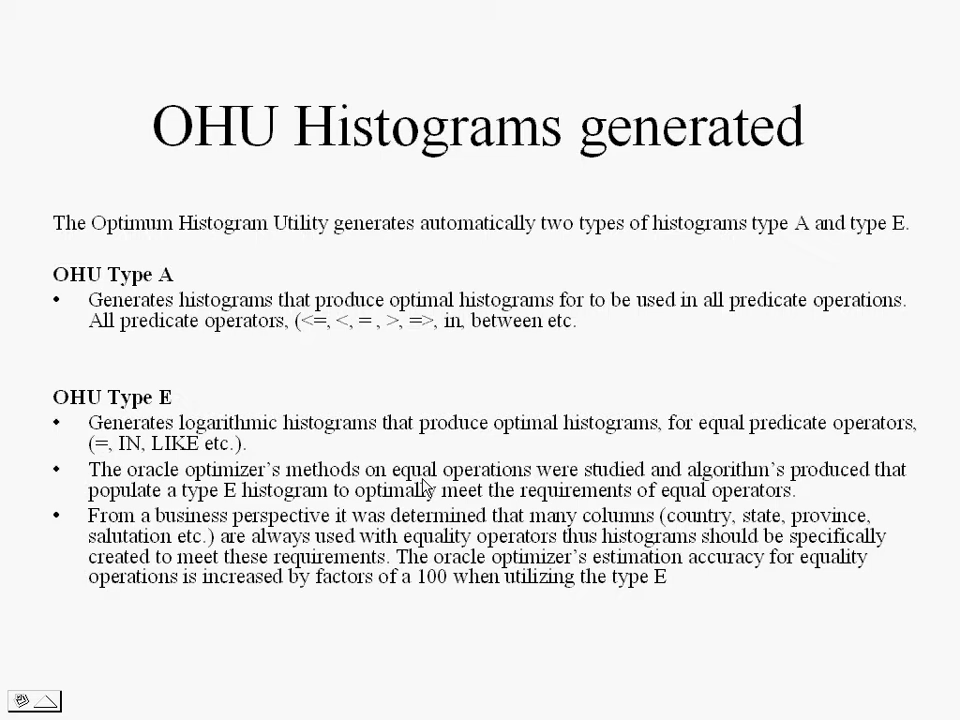 OHU Histograms generated
The Optimum Histogram Utility generates automatically two types of histograms type A and type E.
OHU Type A
• Generates histograms that produce optimal histograms for to be used in all predicate operations.
All predicate operators, (<=, <, = , >, =>, in, between etc.
OHU Type E
• Generates logarithmic histograms that produce optimal histograms, for equal predicate operators,
(=, IN, LIKE etc.).
• The oracle optimizer's methods on equal operations were studied and algorithm's produced that
populate a type E histogram to optimally meet the requirements of equal operators.
• From a business perspective it was determined that many columns (country, state, province,
salutation etc.) are always used with equality operators thus histograms should be specifically
created to meet these requirements. The oracle optimizer's estimation accuracy for equality
operations is increased by factors of a 100 when utilizing the type E